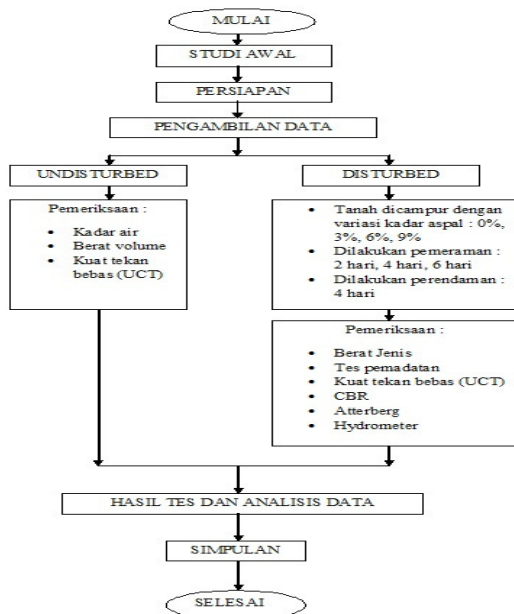 MULAI
STUDI AWAL
PERSIAPAN
PENGAMBILAN DATA
UNDISTURBED
Pemeriksaan :
• Kadar air
• Berat volume
• Kuat tekan
bebas (UCT)
DISTURBED
• Tanah dicampur dengan
variasi kadar aspal : 0%,
3%, 6%, 9%
• Dilakukan pemeraman :
2 hari, 4 hari, 6 hari
• Dilakukan perendaman :
4 hari
Pemeriksaan :
• Berat Jenis
• Tes pemadatan
• Kuat tekan bebas (UCT)
• CBR
• Atterberg
• Hydrometer
HASIL TES DAN ANALISIS DATA
SIMPULAN
SELESAI